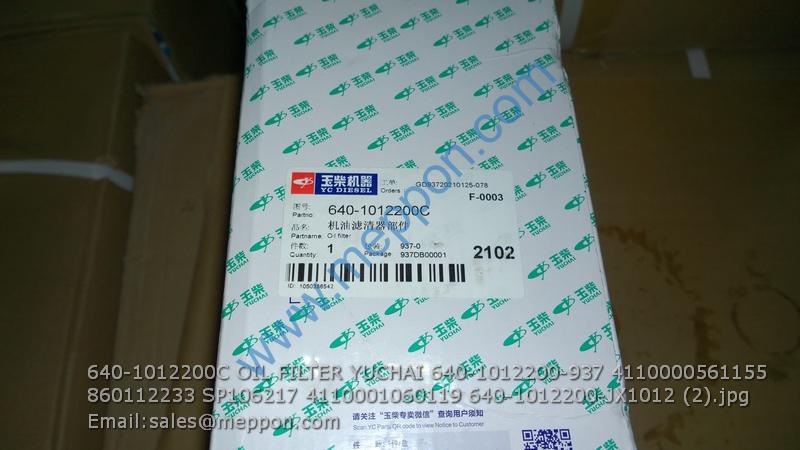 玉柴
YUCHAI
玉柴机器
YC DIESEL
工单:
Orders
GD93720210125-078
F-0003
图号:
Partno:
640-1012200C
品名:
机油滤清器部件
Partname: Oil filter
件数:
Quantity:
1
Package
937-0
937DB00001
2102
ID: 1050386542
www.meppon.com
640-1012200C OIL FILTER YUCHAI 640-1012200-937 4110000561155
860112233 SP106217 4110001060119 640-1012200-JX1012 (2).jpg
Email:sales@meppon.com
请关注“玉柴专卖微信”查询用户须知
Scan YC Parts QR code to view Notice to Customer